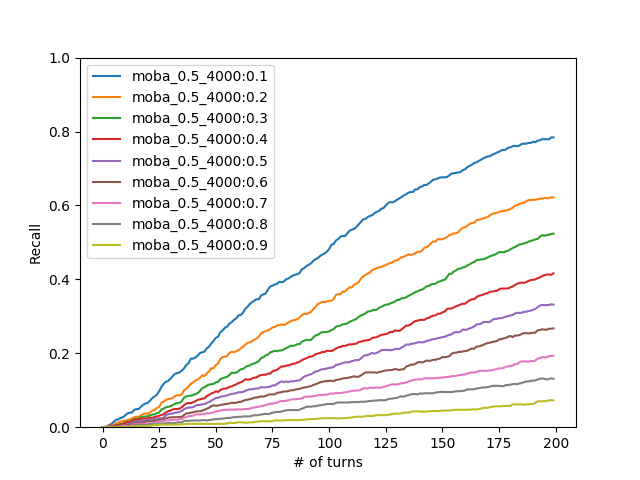 1.0
0.8
0.6
0.4
0.2
0.0
Recall
moba_0.5_4000:0.1
moba_0.5_4000:0.2
moba_0.5_4000:0.3
moba_0.5_4000:0.4
moba_0.5_4000:0.5
moba_0.5_4000:0.6
moba_0.5_4000:0.7
moba_0.5_4000:0.8
moba_0.5_4000:0.9
0 25 50 75 100 125 150 175 200
# of turns